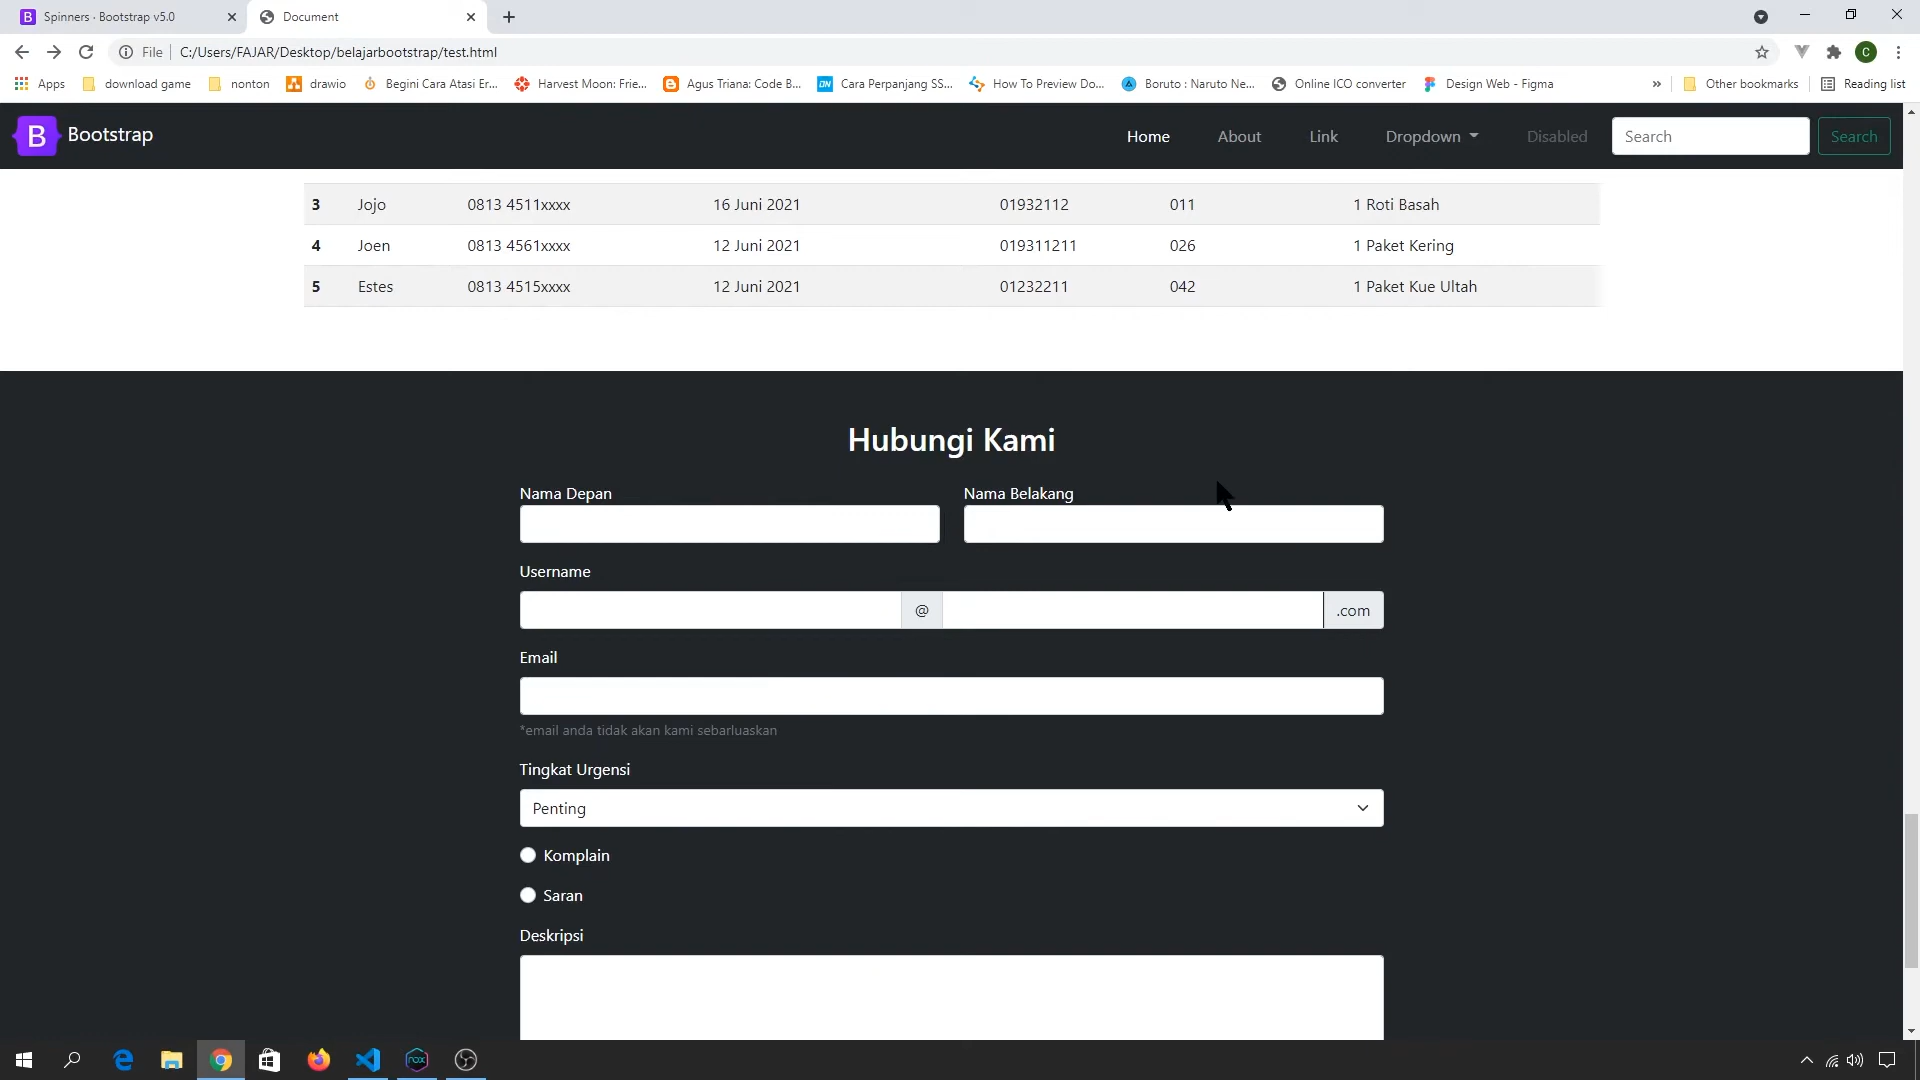 Spinners · Bootstrap v5.0
Document
File
C:/Users/FAJAR/Desktop/belajarbootstrap/test.html
C
Apps
download game
nonton
drawio
Begini Cara Atasi Er...
Harvest Moon: Frie...
Agus Triana: Code B...
Cara Perpanjang SS...
How To Preview Do...
Boruto : Naruto Ne...
Online ICO converter
Design Web - Figma
»
Other bookmarks
Reading list
B Bootstrap
Home
About
Link
Dropdown
Disabled
Search
Search
3 Jojo 0813 4511xxxx 16 Juni 2021 01932112 011 1 Roti Basah
4 Joen 0813 4561xxxx 12 Juni 2021 019311211 026 1 Paket Kering
5 Estes 0813 4515xxxx 12 Juni 2021 01232211 042 1 Paket Kue Ultah
Hubungi Kami
Nama Depan
Nama Belakang
Username
@
.com
Email
*email anda tidak akan kami sebarluaskan
Tingkat Urgensi
Penting
Komplain
Saran
Deskripsi